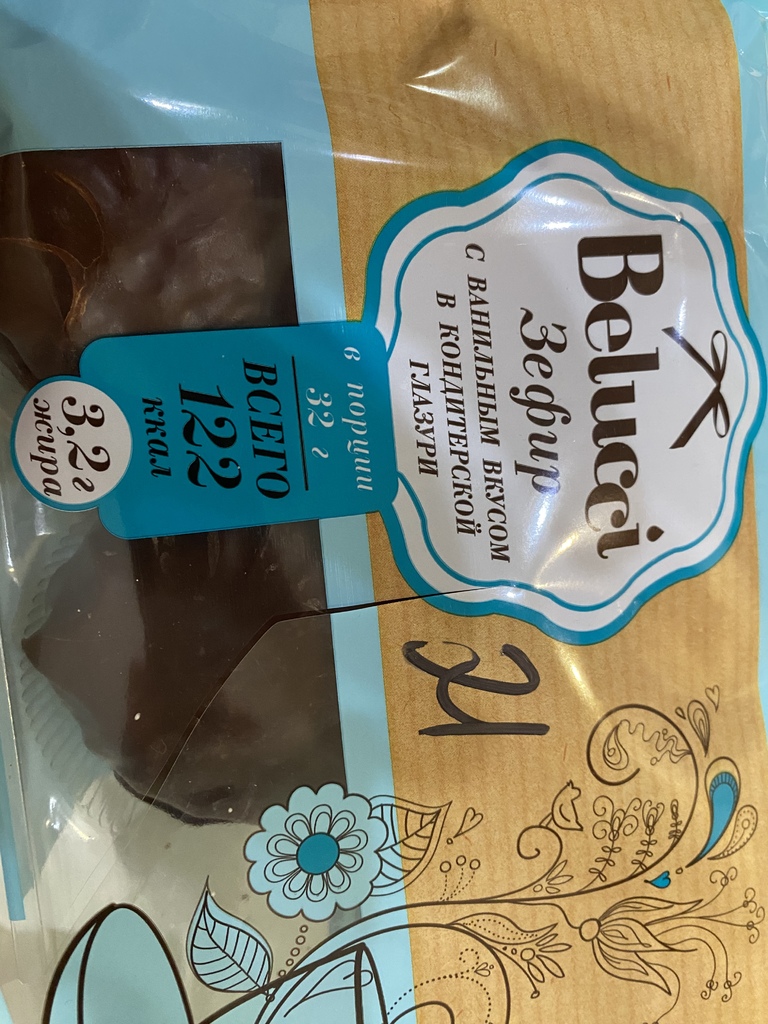 Belucci
Зефир
С ВАНИЛЬНЫМ ВКУСОМ
В КОНДИТЕРСКОЙ
ГЛАЗУРИ
в порции
32 г
ВСЕГО
122
ккал
3,2г
жира